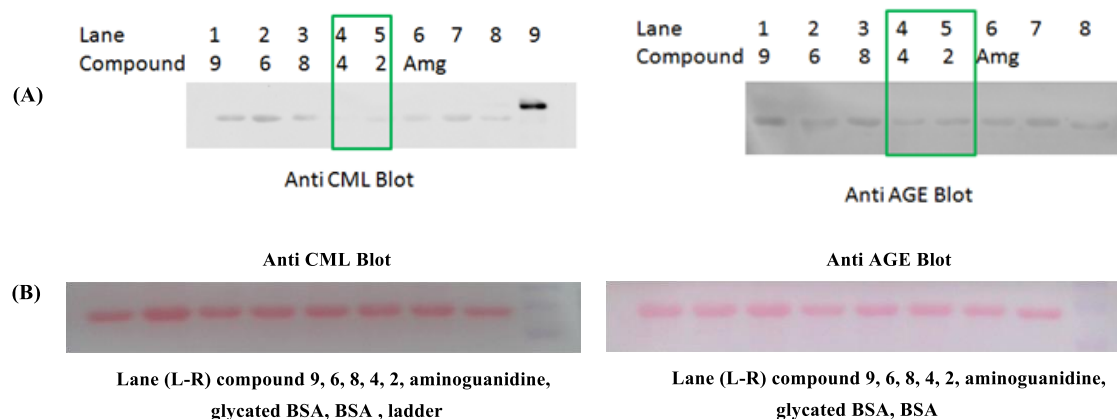 Lane 1 2 3 4 5 6 7 8 9
Compound 9 6 8 4 2 Amg
(A)
Anti CML Blot
Lane 1 2 3 4 5 6 7 8
Compound 9 6 8 4 2 Amg
Anti AGE Blot
Anti CML Blot
Anti AGE Blot
(B)
Lane (L-R) compound 9, 6, 8, 4, 2, aminoguanidine,
glycated BSA, BSA , ladder
Lane (L-R) compound 9, 6, 8, 4, 2, aminoguanidine,
glycated BSA, BSA